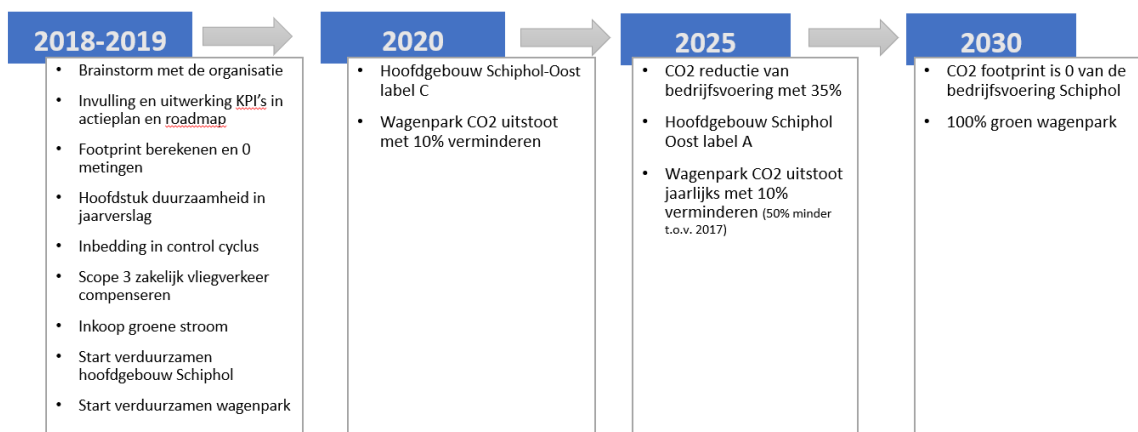 2018-2019
• Brainstorm met de organisatie
• Invulling en uitwerking KPI's in
actieplan en roadmap
• Footprint berekenen en 0
metingen
• Hoofdstuk duurzaamheid in
jaarverslag
• Inbedding in control cyclus
• Scope 3 zakelijk vliegverkeer
compenseren
• Inkoop groene stroom
• Start verduurzamen
hoofdgebouw Schiphol
• Start verduurzamen wagenpark
2020
• Hoofdgebouw Schiphol-Oost
label C
• Wagenpark CO2 uitstoot
met 10% verminderen
2025
• CO2 reductie van
bedrijfsvoering met 35%
• Hoofdgebouw Schiphol
Oost label A
• Wagenpark CO2 uitstoot
jaarlijks met 10%
verminderen (50% minder
t.o.v. 2017)
2030
• CO2 footprint is 0 van de
bedrijfsvoering Schiphol
• 100% groen wagenpark